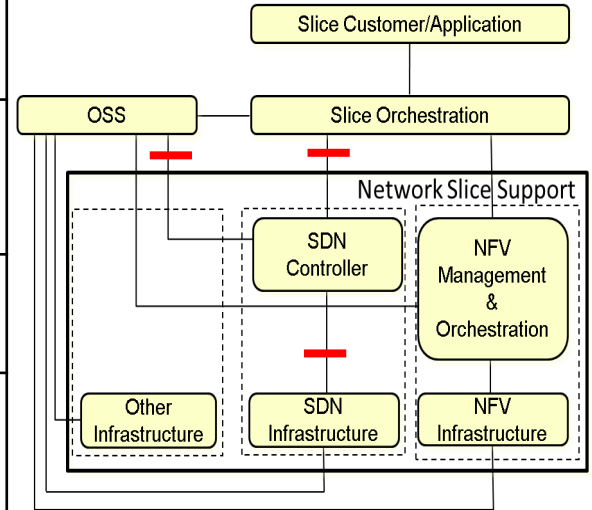 Slice Customer/Application
OSS
Slice Orchestration
Network Slice Support
SDN
Controller
NFV
Management
&
Orchestration
Other
Infrastructure
SDN
Infrastructure
NFV
Infrastructure